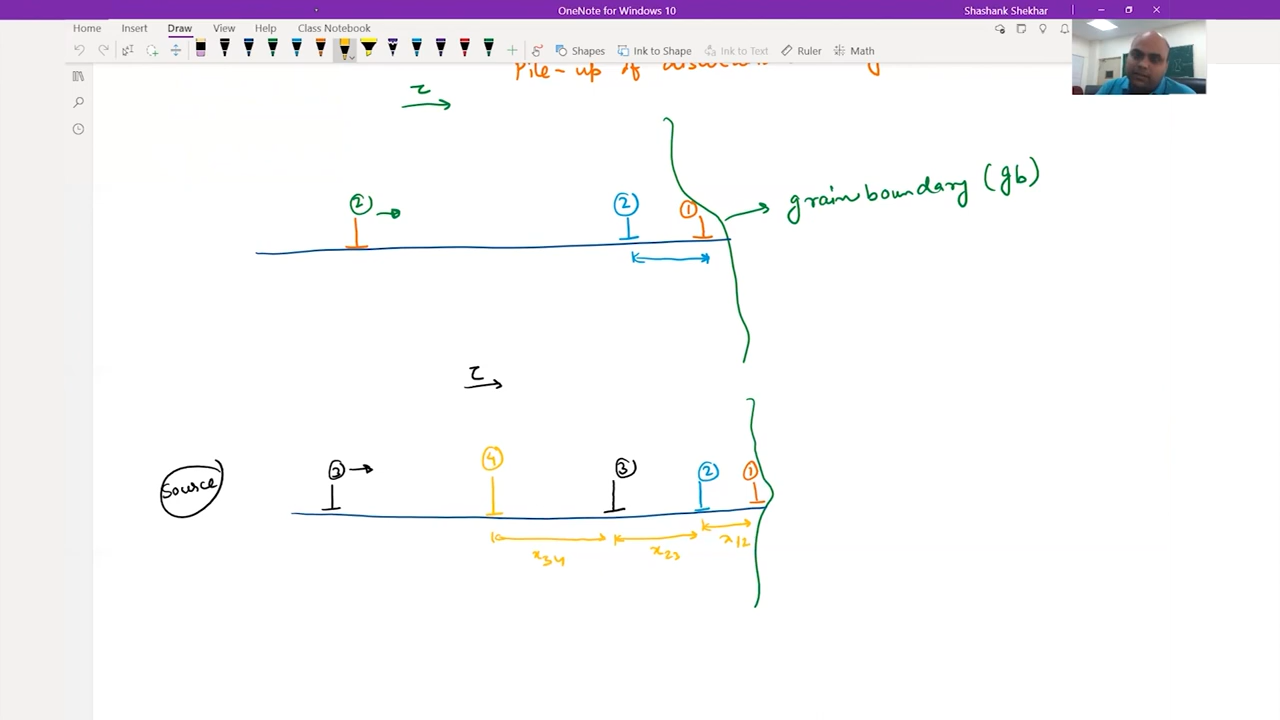 OneNote for Windows 10
Shashank Shekhar
Home Insert Draw View Help Class Notebook
Shapes Ink to Shape Ink to Text Ruler Math
Pile-up of
τ
② ② ①
grain boundary (gb)
τ
Source ③ ④ ③ ② ①
x34 x23 x12